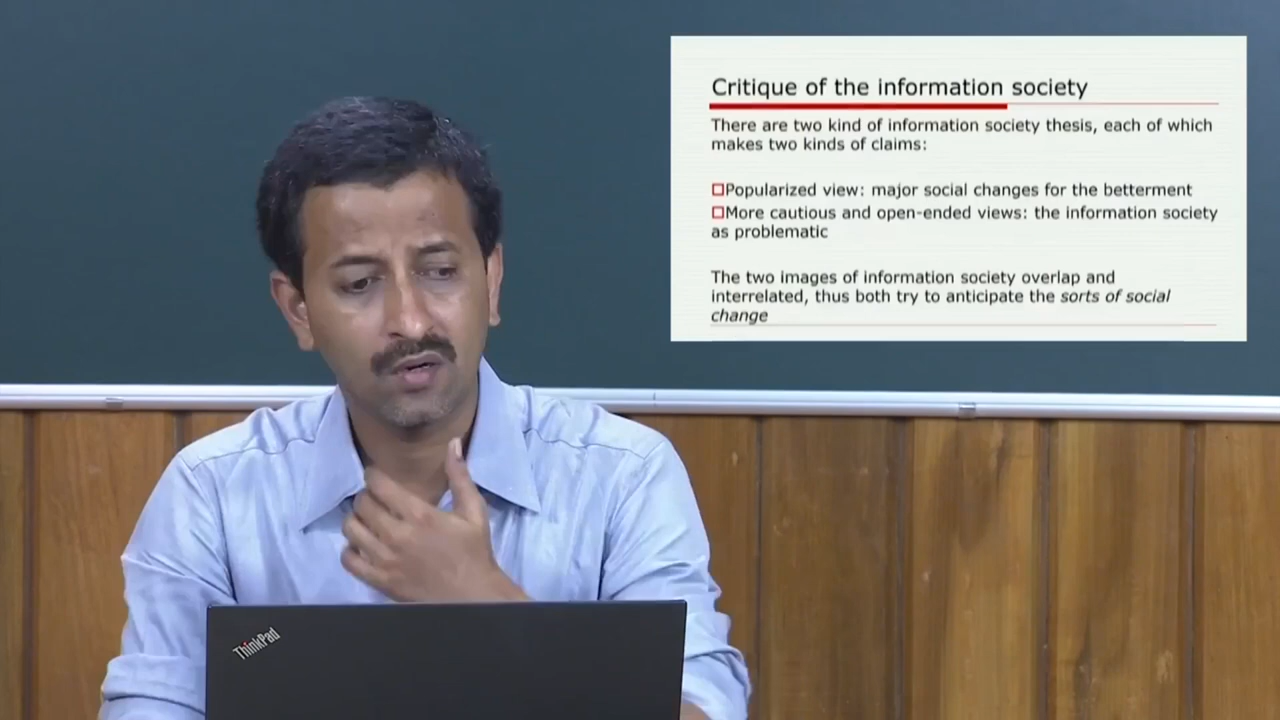 Critique of the information society
There are two kind of information society thesis, each of which
makes two kinds of claims:
Popularized view: major social changes for the betterment
More cautious and open-ended views: the information society
as problematic
The two images of information society overlap and
interrelated, thus both try to anticipate the sorts of social
change
ThinkPad